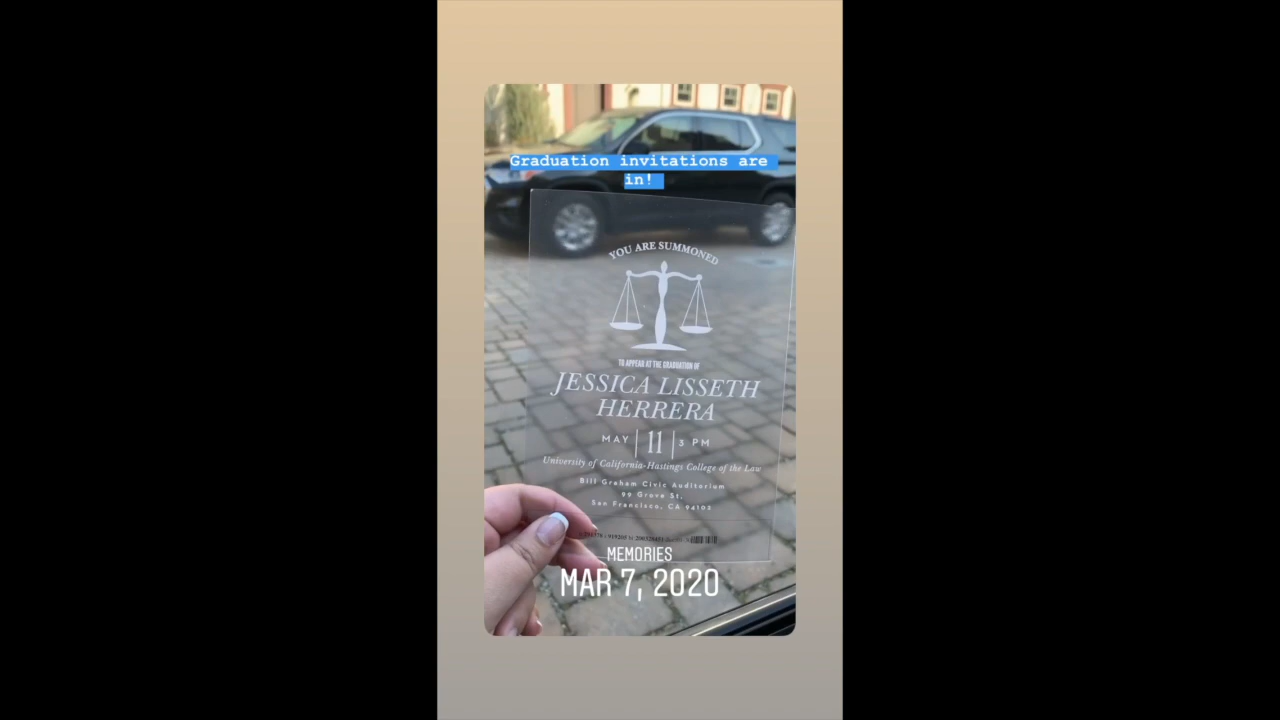 Graduation invitations are
in!
YOU ARE SUMMONED
TO APPEAR AT THE GRADUATION OF
JESSICA LISSETH
HERRERA
MAY | 11 | 3 PM
University of California-Hastings College of the Law
Bill Graham Civic Auditorium
99 Grove St.
San Francisco, CA 94102
MEMORIES
MAR 7, 2020